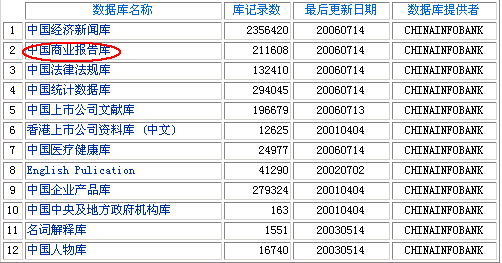 数据库名称 库记录数 最后更新日期 数据库提供者
1 中国经济新闻库 2356420 20060714 CHINAINFOBANK
2 中国商业报告库 211608 20060714 CHINAINFOBANK
3 中国法律法规库 132410 20060714 CHINAINFOBANK
4 中国统计数据库 294045 20060714 CHINAINFOBANK
5 中国上市公司文献库 196679 20060713 CHINAINFOBANK
6 香港上市公司资料库（中文） 12625 20010404 CHINAINFOBANK
7 中国医疗健康库 24977 20060714 CHINAINFOBANK
8 English Pulication 41290 20020702 CHINAINFOBANK
9 中国企业产品库 279324 20010404 CHINAINFOBANK
10 中国中央及地方政府机构库 163 20010404 CHINAINFOBANK
11 名词解释库 1551 20030514 CHINAINFOBANK
12 中国人物库 16740 20030514 CHINAINFOBANK